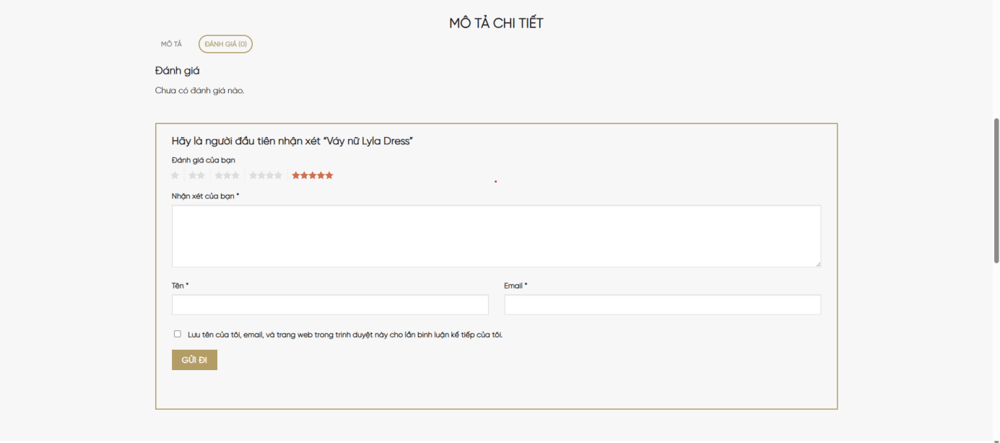 MÔ TẢ CHI TIẾT
MÔ TẢ
ĐÁNH GIÁ (0)
Đánh giá
Chưa có đánh giá nào.
Hãy là người đầu tiên nhận xét “Váy nữ Lyla Dress”
Đánh giá của bạn
Nhận xét của bạn *
Tên *
Email *
Lưu tên của tôi, email, và trang web trong trình duyệt này cho lần bình luận kế tiếp của tôi.
GỬI ĐI